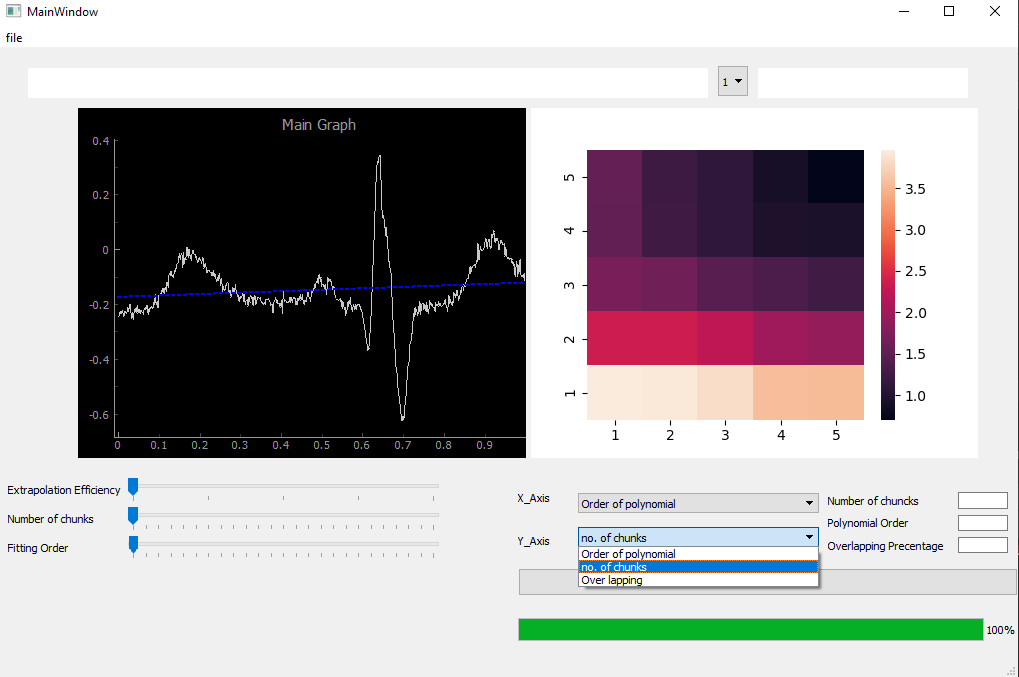 MainWindow
file
1
Main Graph
0.4
0.2
0
-0.2
-0.4
-0.6
0 0.1 0.2 0.3 0.4 0.5 0.6 0.7 0.8 0.9
5
4
3
2
1
1 2 3 4 5
3.5
3.0
2.5
2.0
1.5
1.0
Extrapolation Efficiency
Number of chunks
Fitting Order
X_Axis
Order of polynomial
Y_Axis
no. of chunks
Order of polynomial
no. of chunks
Over lapping
Number of chuncks
Polynomial Order
Overlapping Precentage
100%